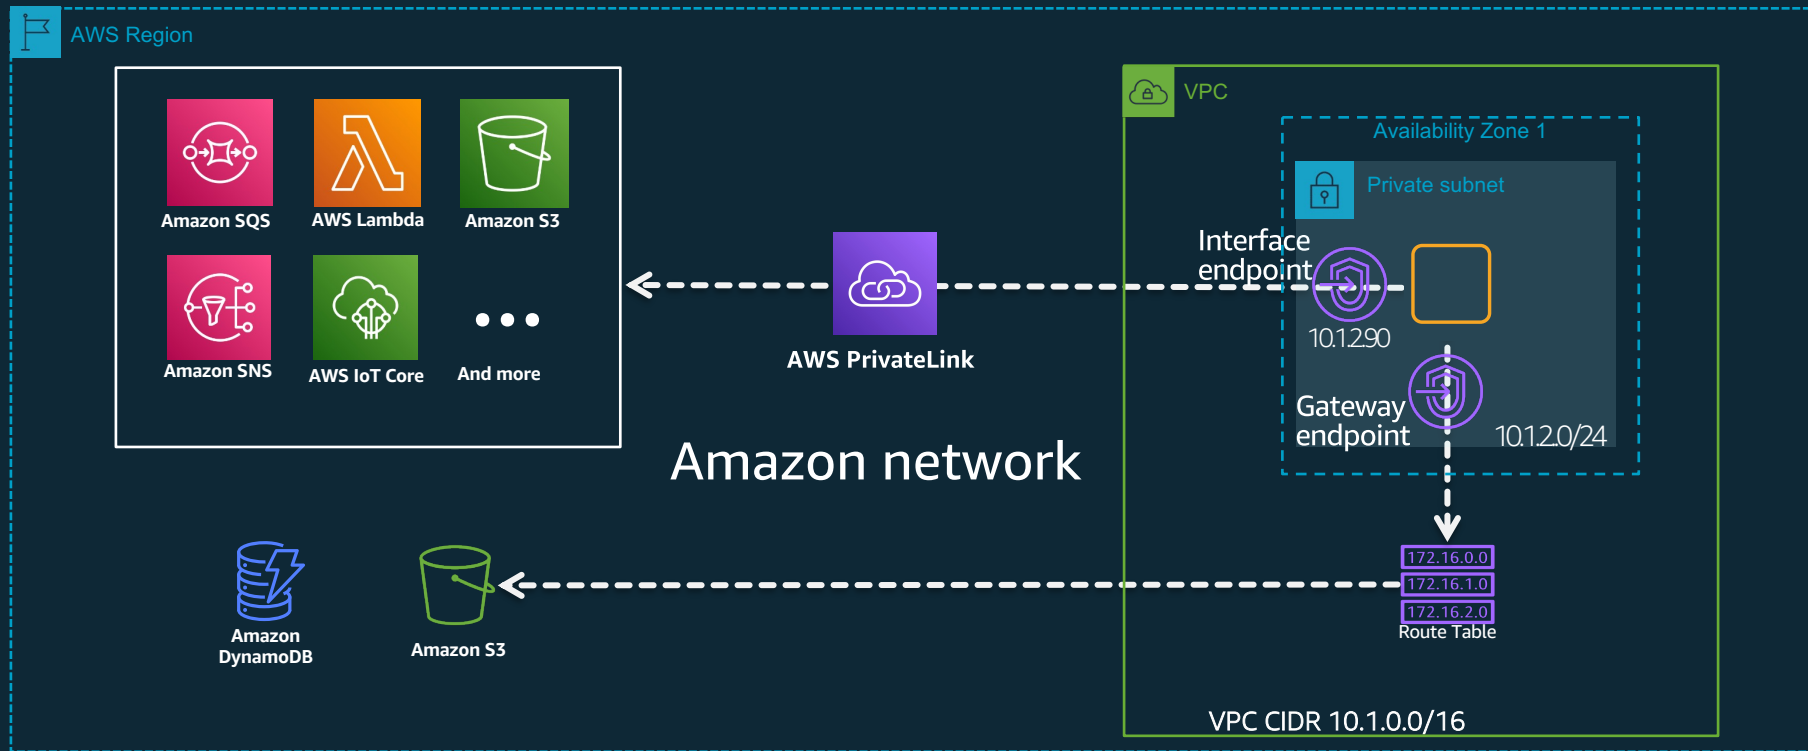 AWS Region
Amazon SQS
AWS Lambda
Amazon S3
Amazon SNS
AWS IoT Core
And more
AWS PrivateLink
Amazon network
Amazon
DynamoDB
Amazon S3
VPC
Availability Zone 1
Private subnet
Interface
endpoint
10.1.2.90
Gateway
endpoint
10.1.2.0/24
172.16.0.0
172.16.1.0
172.16.2.0
Route Table
VPC CIDR 10.1.0.0/16